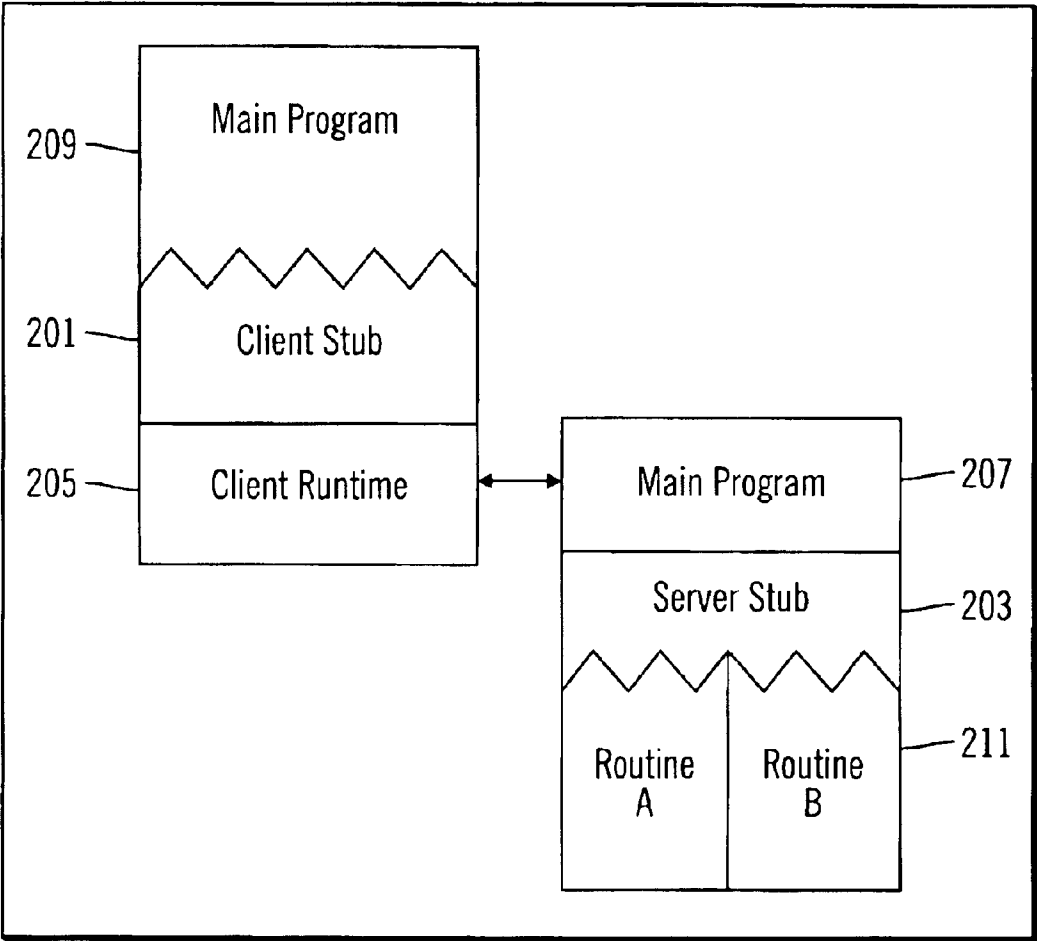 Main Program
209
201
Client Stub
205
Client Runtime
Main Program
207
Server Stub
203
211
Routine
A
Routine
B